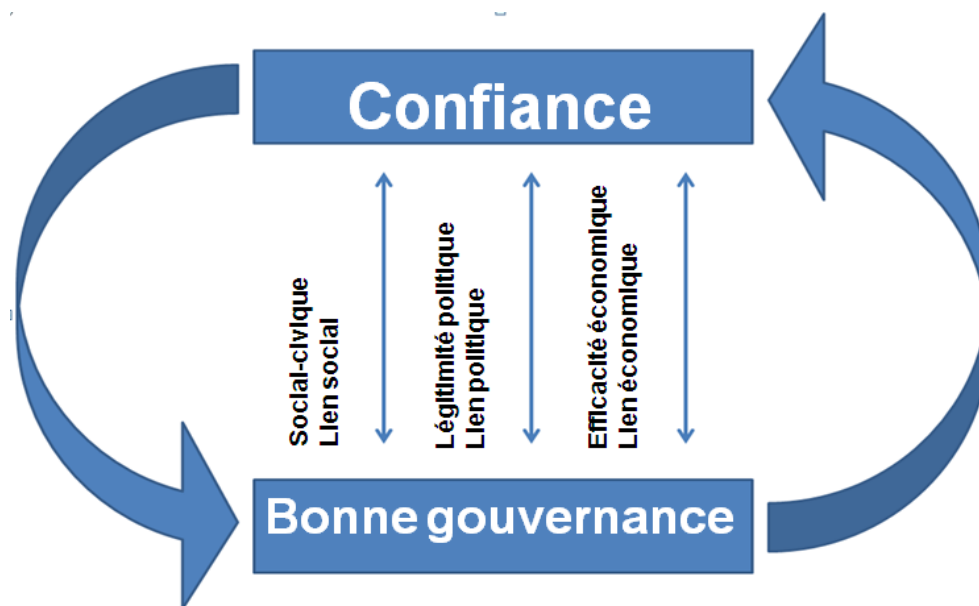 Confiance
Social-civique
Lien social
Légitimité politique
Lien politique
Efficacité économique
Lien économique
Bonne gouvernance